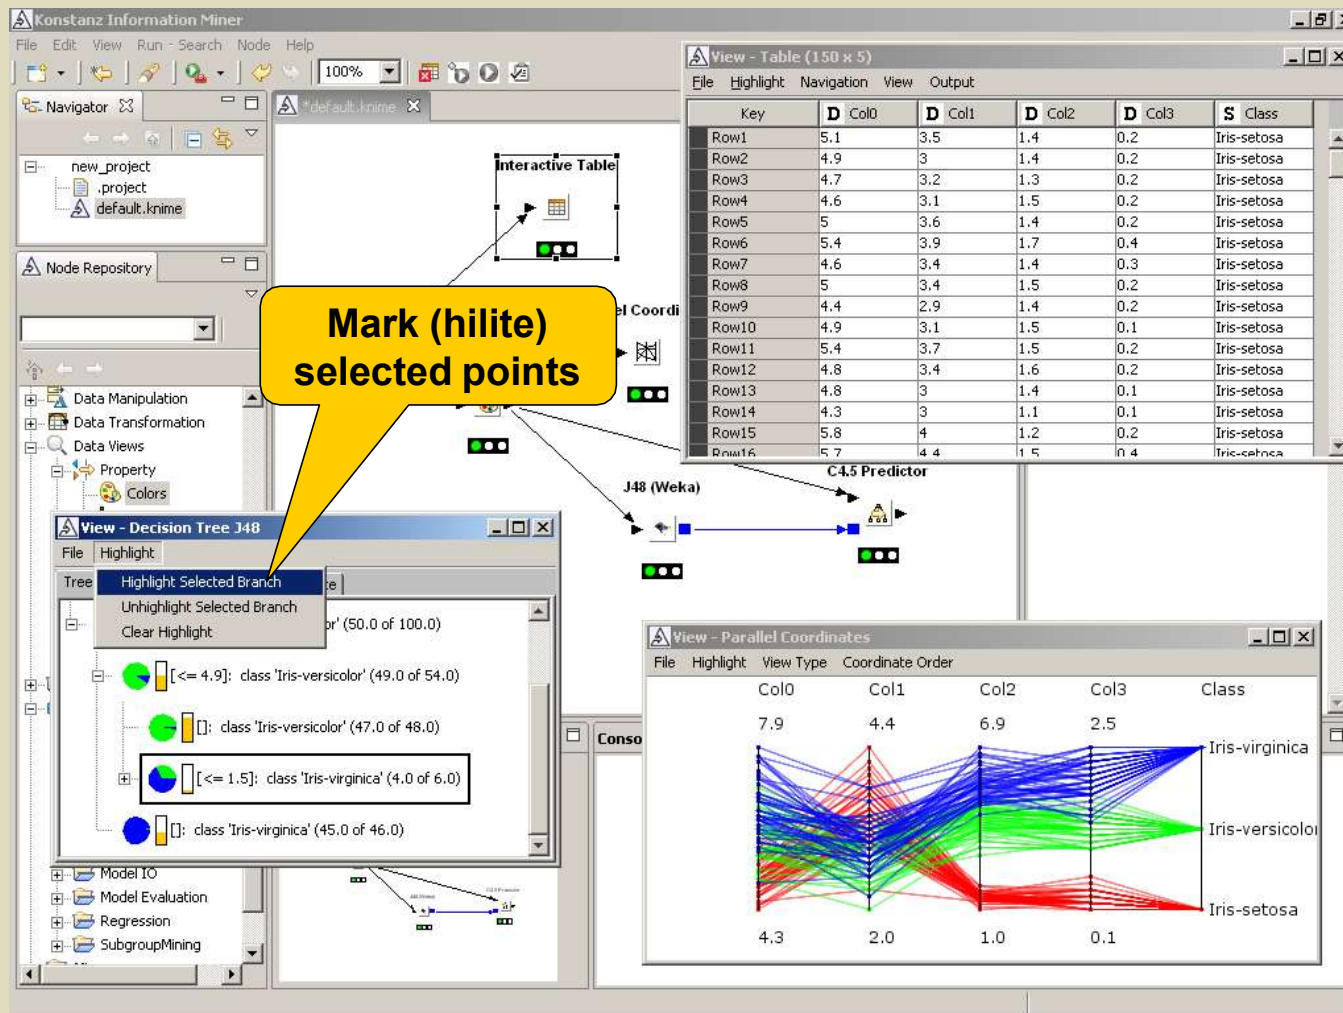 Konstanz Information Miner
File Edit View Run Search Node Help
100%
Navigator
new_project
.project
default.knime
*default.knime
Interactive Table
Node Repository
Data Manipulation
Data Transformation
Data Views
Property
Colors
Mark (hilite)
selected points
el Coordi
J48 (Weka)
C4.5 Predictor
View - Table (150 x 5)
File Highlight Navigation View Output
Key D Col0 D Col1 D Col2 D Col3 S Class
Row1 5.1 3.5 1.4 0.2 Iris-setosa
Row2 4.9 3 1.4 0.2 Iris-setosa
Row3 4.7 3.2 1.3 0.2 Iris-setosa
Row4 4.6 3.1 1.5 0.2 Iris-setosa
Row5 5 3.6 1.4 0.2 Iris-setosa
Row6 5.4 3.9 1.7 0.4 Iris-setosa
Row7 4.6 3.4 1.4 0.3 Iris-setosa
Row8 5 3.4 1.5 0.2 Iris-setosa
Row9 4.4 2.9 1.4 0.2 Iris-setosa
Row10 4.9 3.1 1.5 0.1 Iris-setosa
Row11 5.4 3.7 1.5 0.2 Iris-setosa
Row12 4.8 3.4 1.6 0.2 Iris-setosa
Row13 4.8 3 1.4 0.1 Iris-setosa
Row14 4.3 3 1.1 0.1 Iris-setosa
Row15 5.8 4 1.2 0.2 Iris-setosa
Row16 5.7 4.4 1.5 0.4 Iris-setosa
View - Decision Tree J48
File Highlight
Tree
Highlight Selected Branch
Unhighlight Selected Branch
Clear Highlight
or' (50.0 of 100.0)
[<= 4.9]: class 'Iris-versicolor' (49.0 of 54.0)
[]: class 'Iris-versicolor' (47.0 of 48.0)
[<= 1.5]: class 'Iris-virginica' (4.0 of 6.0)
[]: class 'Iris-virginica' (45.0 of 46.0)
Model IO
Model Evaluation
Regression
SubgroupMining
Conso
View - Parallel Coordinates
File Highlight View Type Coordinate Order
Col0 Col1 Col2 Col3 Class
7.9 4.4 6.9 2.5
Iris-virginica
Iris-versicolo
Iris-setosa
4.3 2.0 1.0 0.1